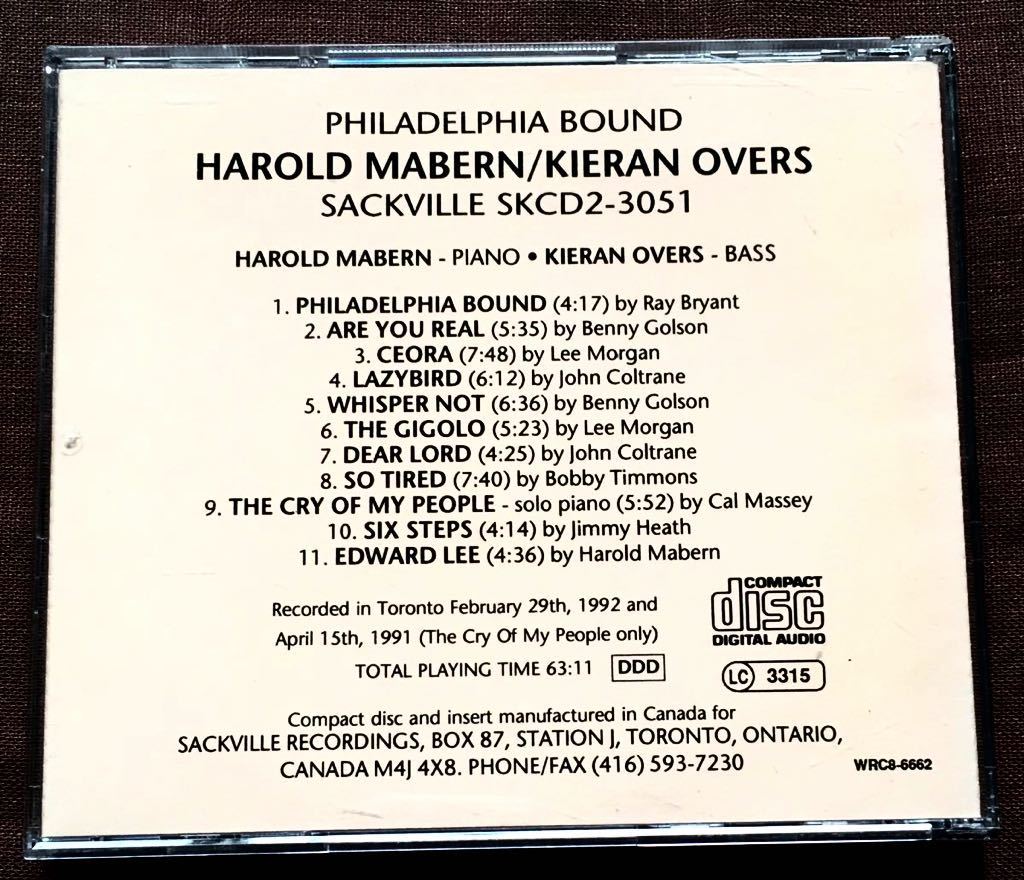 PHILADELPHIA BOUND
HAROLD MABERN/KIERAN OVERS
SACKVILLE SKCD2-3051
HAROLD MABERN - PIANO • KIERAN OVERS - BASS
1. PHILADELPHIA BOUND (4:17) by Ray Bryant
2. ARE YOU REAL (5:35) by Benny Golson
3. CEORA (7:48) by Lee Morgan
4. LAZYBIRD (6:12) by John Coltrane
5. WHISPER NOT (6:36) by Benny Golson
6. THE GIGOLO (5:23) by Lee Morgan
7. DEAR LORD (4:25) by John Coltrane
8. SO TIRED (7:40) by Bobby Timmons
9. THE CRY OF MY PEOPLE - solo piano (5:52) by Cal Massey
10. SIX STEPS (4:14) by Jimmy Heath
11. EDWARD LEE (4:36) by Harold Mabern
Recorded in Toronto February 29th, 1992 and
April 15th, 1991 (The Cry Of My People only)
TOTAL PLAYING TIME 63:11 DDD
COMPACT
disc
DIGITAL AUDIO
LC 3315
Compact disc and insert manufactured in Canada for
SACKVILLE RECORDINGS, BOX 87, STATION J, TORONTO, ONTARIO,
CANADA M4J 4X8. PHONE/FAX (416) 593-7230
WRC8-6662